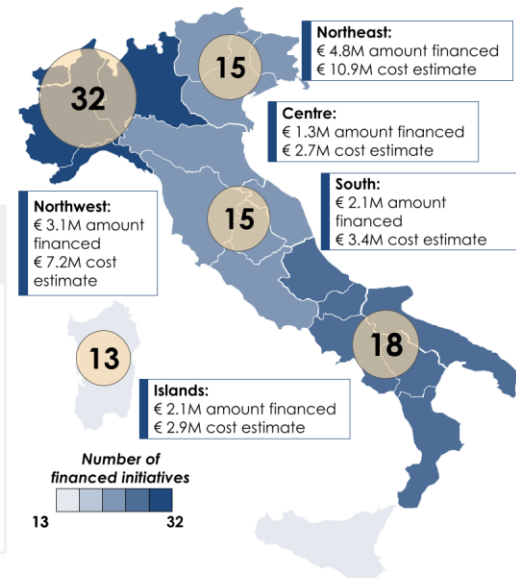 Northeast:
€ 4.8M amount financed
€ 10.9M cost estimate
15
32
Centre:
€ 1.3M amount financed
€ 2.7M cost estimate
South:
€ 2.1M amount
financed
€ 3.4M cost estimate
Northwest:
€ 3.1M amount
financed
€ 7.2M cost
estimate
15
13
18
Islands:
€ 2.1M amount financed
€ 2.9M cost estimate
Number of
financed initiatives
13
32